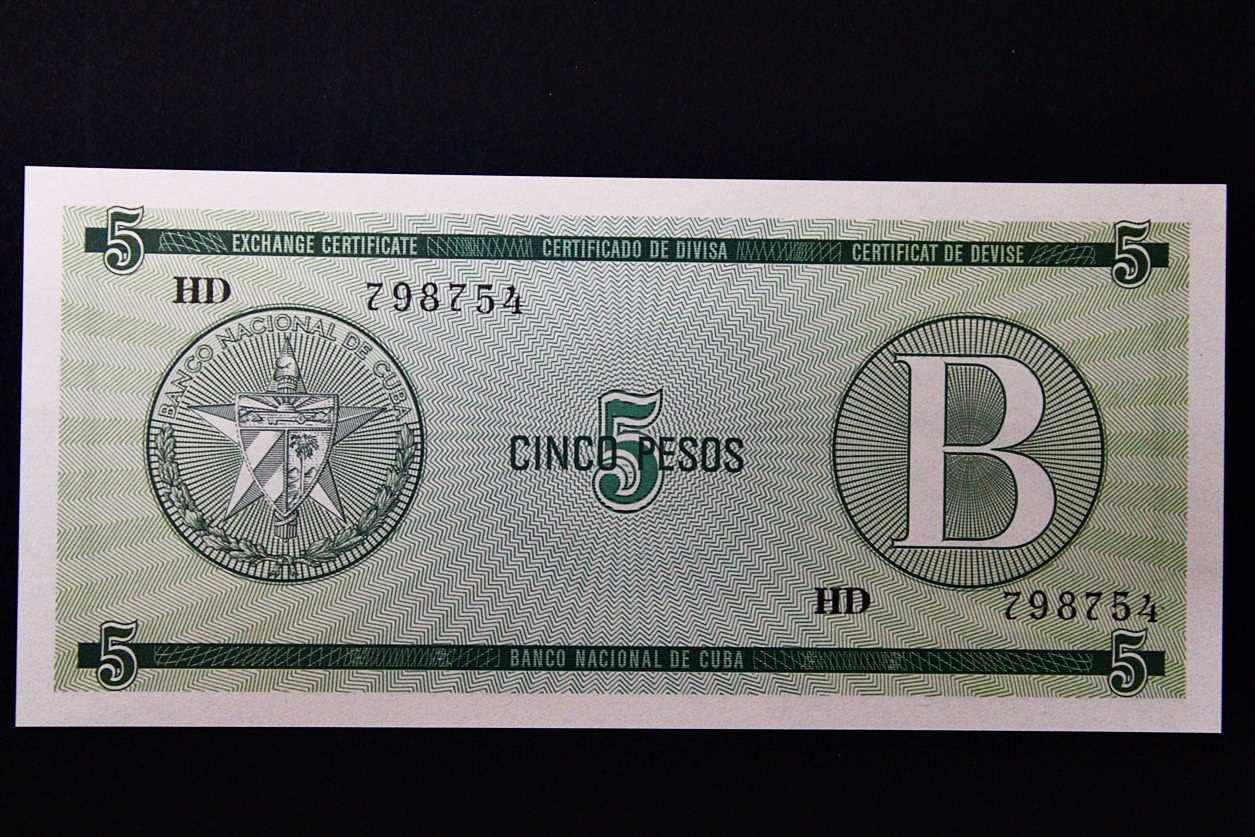 5 EXCHANGE CERTIFICATE CERTIFICADO DE DIVISA CERTIFICAT DE DEVISE 5
HD 798754
BANCO NACIONAL DE CUBA
5
CINCO PESOS
B
HD 798754
5 BANCO NACIONAL DE CUBA 5